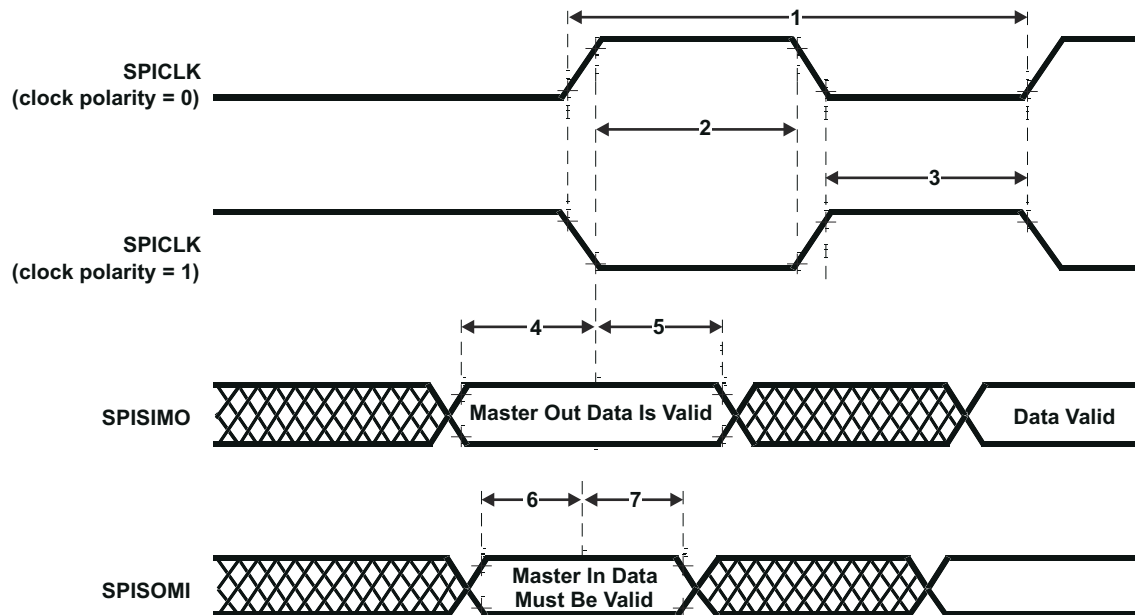 1
SPICLK
(clock polarity = 0)
2
3
SPICLK
(clock polarity = 1)
4
5
SPISIMO
Master Out Data Is Valid
Data Valid
6
7
SPISOMI
Master In Data
Must Be Valid